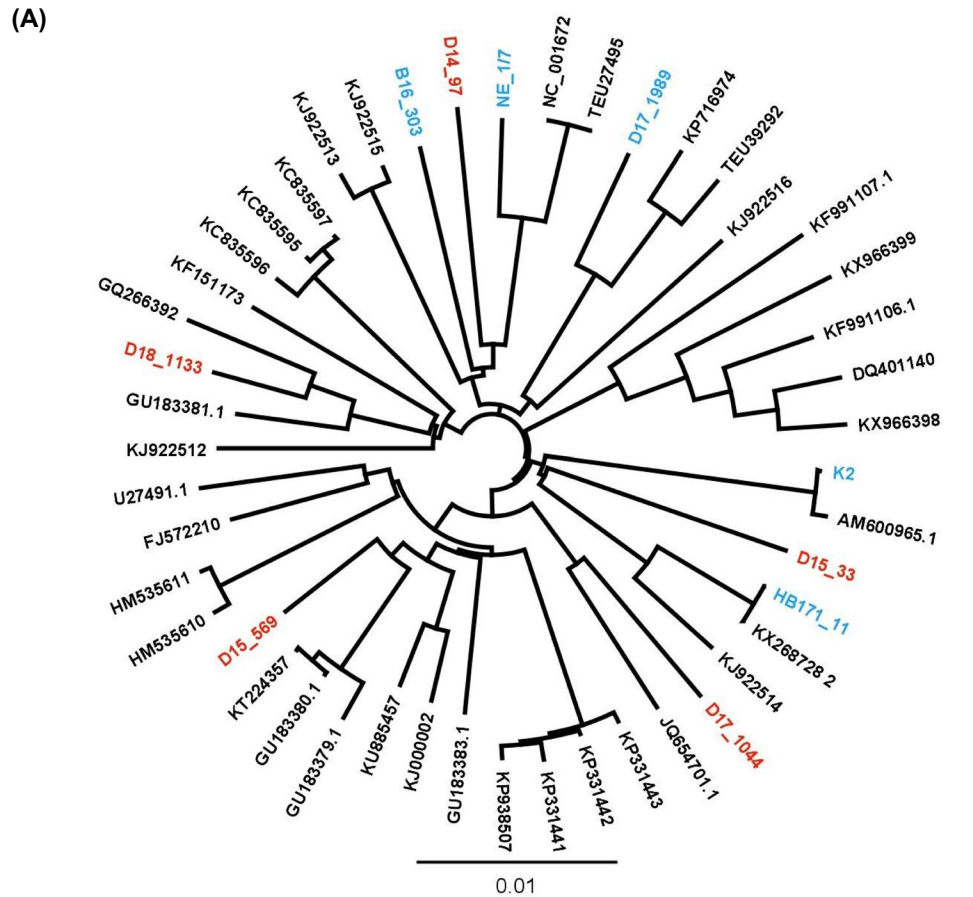 (A)
D14_97
NE_1/7
NC_001672
TEU27495
D17_1989
KP716974
TEU39292
KJ922516
KF991107.1
KX966399
KF991106.1
DQ401140
KX966398
K2
AM600965.1
D15_33
HB171_11
KX268728 2
KJ922514
D17_1044
JQ654701.1
KP331443
KP331442
KP331441
KP938507
GU183383.1
KJ000002
KU885457
GU183379.1
GU183380.1
KT224357
D15_569
HM535610
HM535611
FJ572210
U27491.1
KJ922512
GU183381.1
D18_1133
GQ266392
KF151173
KC835596
KC835595
KC835597
KJ922513
KJ922515
B16_303
0.01